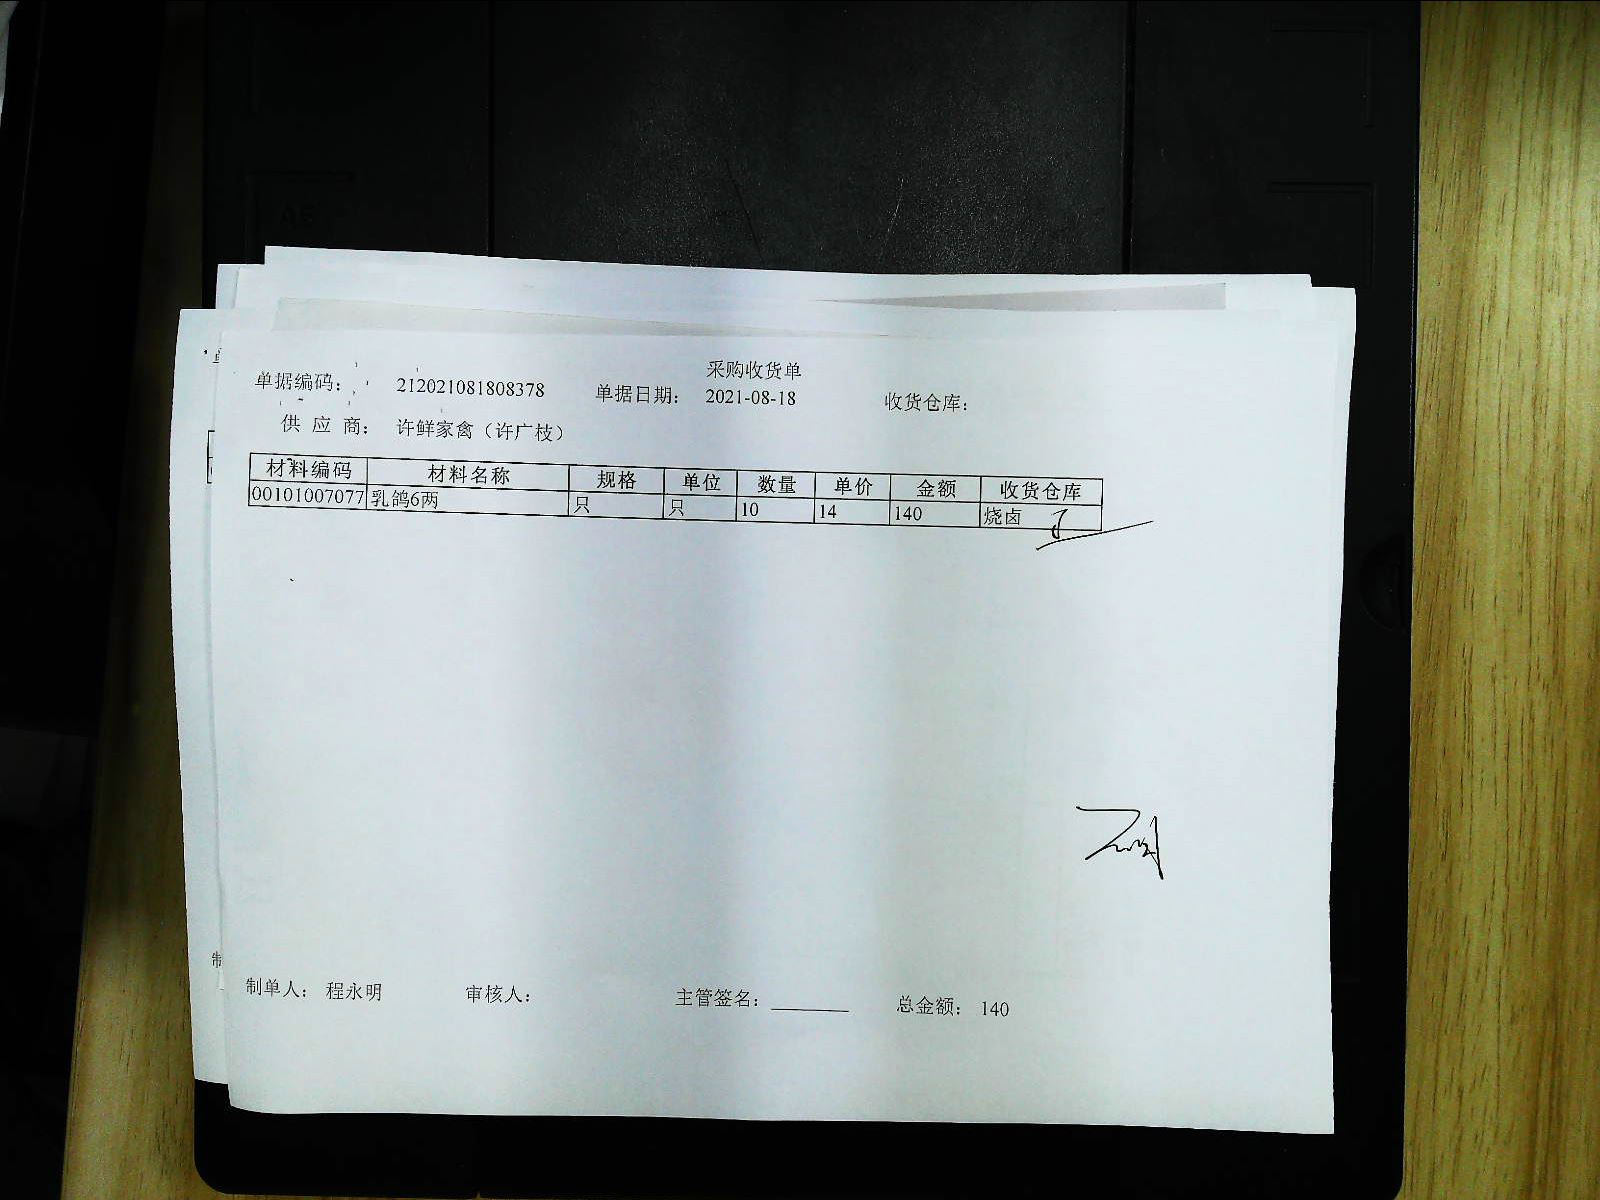 采购收货单
单据编码： 212021081808378 单据日期： 2021-08-18 收货仓库：
供 应 商： 许鲜家禽（许广枝）
材料编码 材料名称 规格 单位 数量 单价 金额 收货仓库
00101007077 乳鸽6两 只 只 10 14 140 烧卤
制单人： 程永明 审核人： 主管签名： 总金额： 140